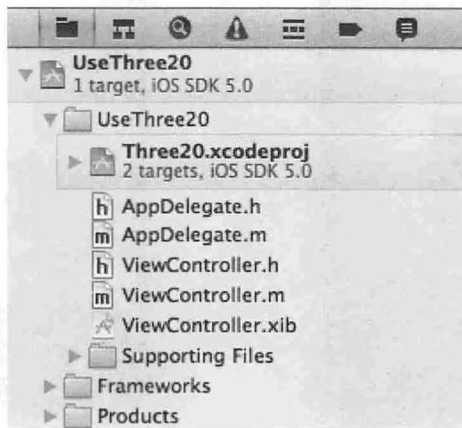 UseThree20
1 target, iOS SDK 5.0
UseThree20
Three20.xcodeproj
2 targets, iOS SDK 5.0
h AppDelegate.h
m AppDelegate.m
h ViewController.h
m ViewController.m
ViewController.xib
Supporting Files
Frameworks
Products